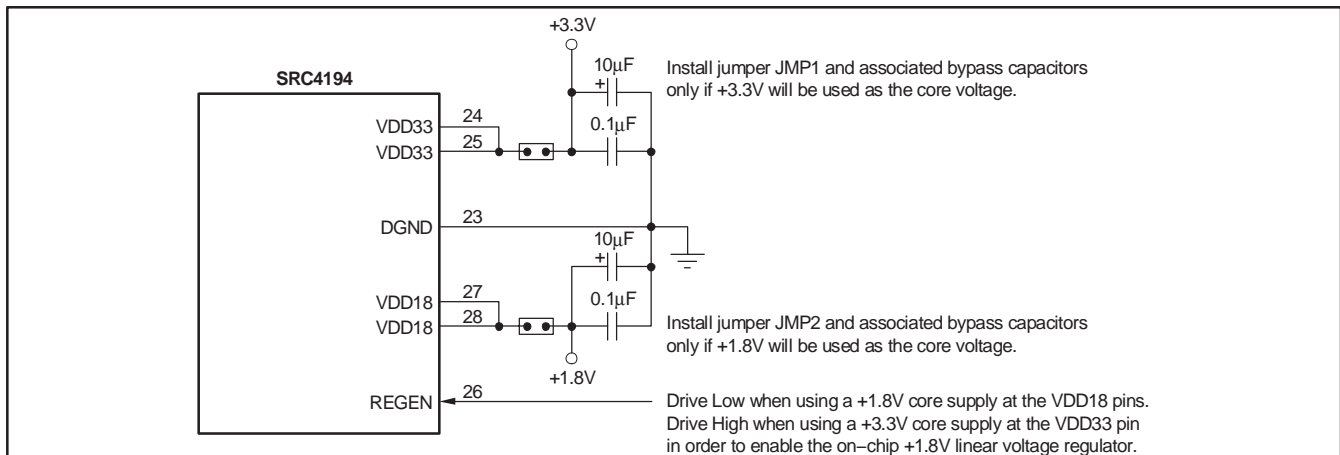 +3.3V
SRC4194
10μF
+
Install jumper JMP1 and associated bypass capacitors
only if +3.3V will be used as the core voltage.
VDD33
24
0.1μF
VDD33
25
DGND
23
10μF
+
VDD18
27
0.1μF
VDD18
28
Install jumper JMP2 and associated bypass capacitors
only if +1.8V will be used as the core voltage.
+1.8V
REGEN
26
Drive Low when using a +1.8V core supply at the VDD18 pins.
Drive High when using a +3.3V core supply at the VDD33 pin
in order to enable the on−chip +1.8V linear voltage regulator.